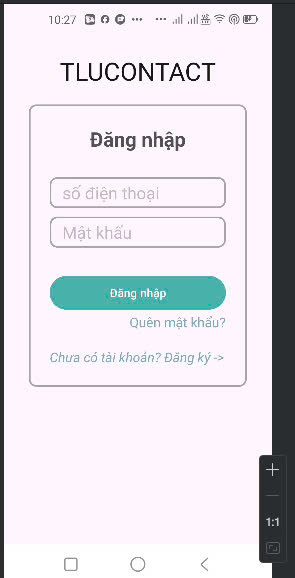 10:27
TLUCONTACT
Đăng nhập
số điện thoại
Mật khẩu
Đăng nhập
Quên mật khẩu?
Chưa có tài khoản? Đăng ký ->
1:1